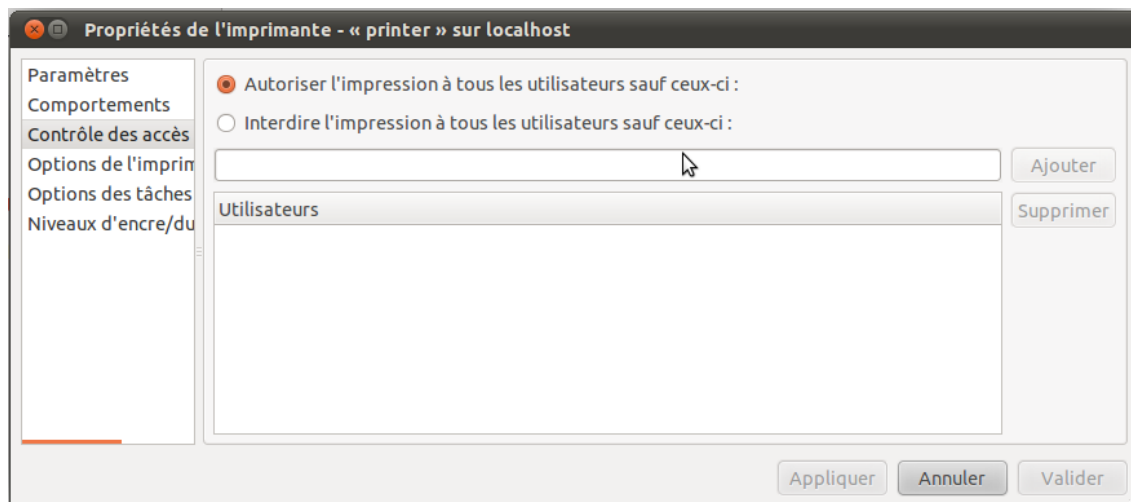 Propriétés de l'imprimante - « printer » sur localhost
Paramètres
Comportements
Contrôle des accès
Options de l'imprim
Options des tâches
Niveaux d'encre/du
Autoriser l'impression à tous les utilisateurs sauf ceux-ci :
Interdire l'impression à tous les utilisateurs sauf ceux-ci :
Ajouter
Utilisateurs
Supprimer
Appliquer
Annuler
Valider